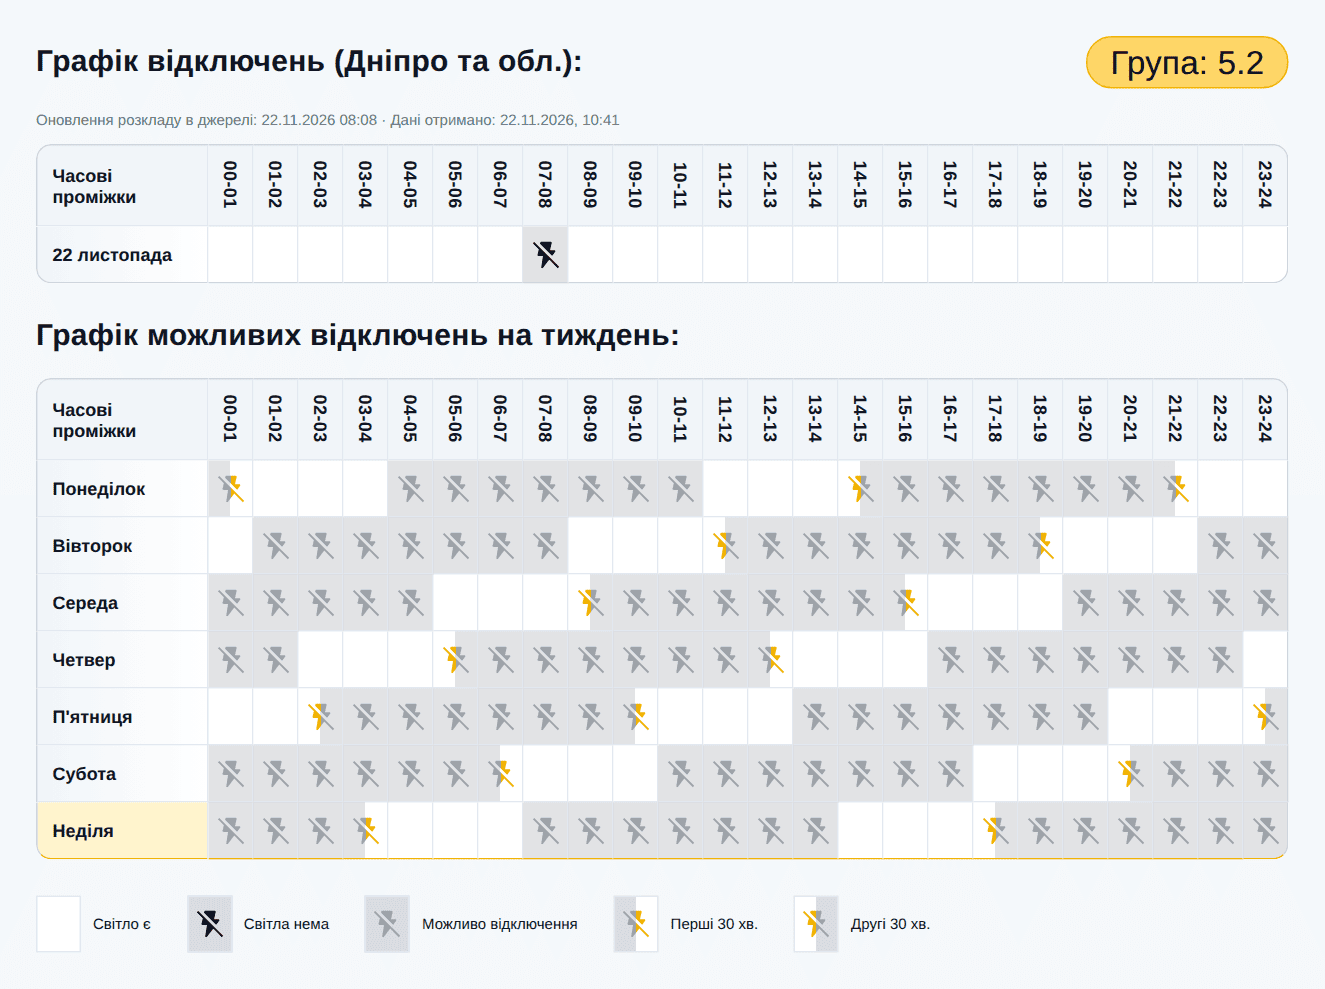 Графік відключень (Дніпро та обл.):
Група: 5.2
Оновлення розкладу в джерелі: 22.11.2026 08:08 · Дані отримано: 22.11.2026, 10:41
Часові проміжки 00-01 01-02 02-03 03-04 04-05 05-06 06-07 07-08 08-09 09-10 10-11 11-12 12-13 13-14 14-15 15-16 16-17 17-18 18-19 19-20 20-21 21-22 22-23 23-24
22 листопада
Графік можливих відключень на тиждень:
Часові проміжки 00-01 01-02 02-03 03-04 04-05 05-06 06-07 07-08 08-09 09-10 10-11 11-12 12-13 13-14 14-15 15-16 16-17 17-18 18-19 19-20 20-21 21-22 22-23 23-24
Понеділок
Вівторок
Середа
Четвер
П'ятниця
Субота
Неділя
Світло є Світла нема Можливо відключення Перші 30 хв. Другі 30 хв.